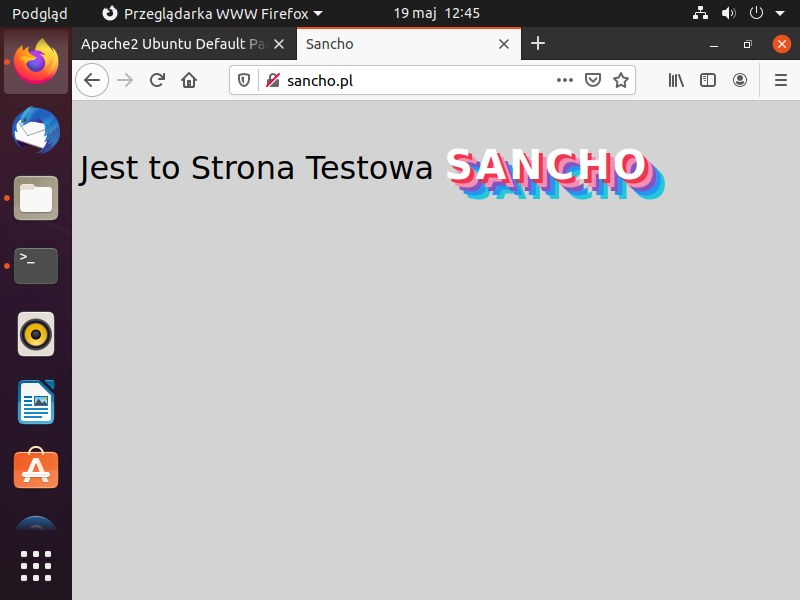 Podgląd Przeglądarka WWW Firefox 19 maj 12:45
Apache2 Ubuntu Default Pa Sancho
sancho.pl
Jest to Strona Testowa SANCHO
>_